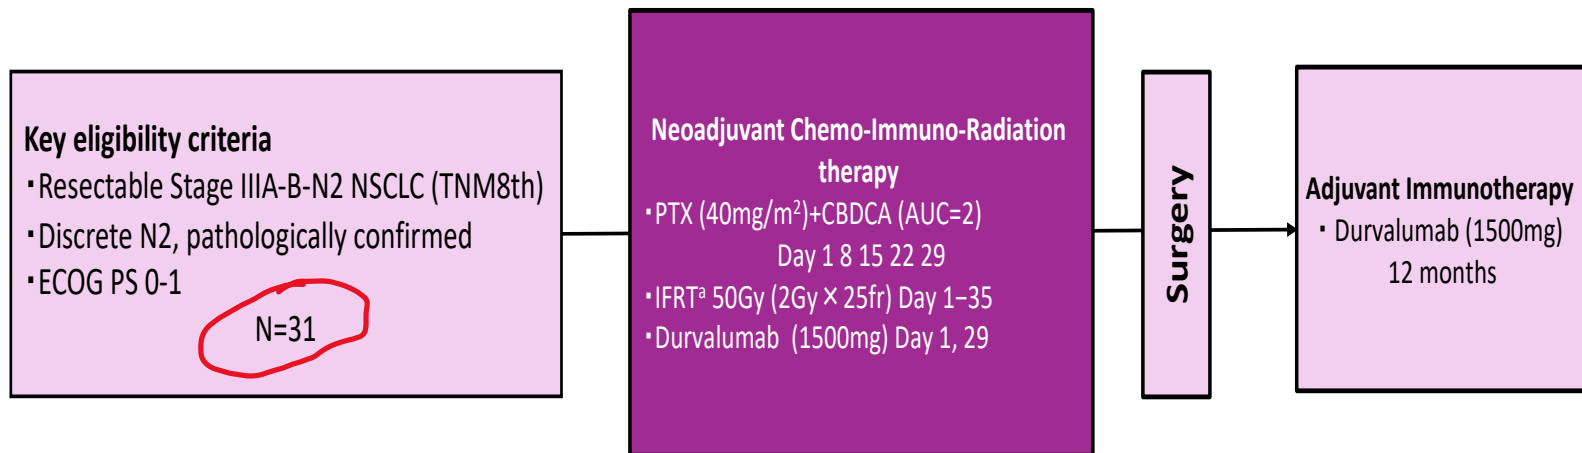 Key eligibility criteria
・Resectable Stage IIIA-B-N2 NSCLC (TNM8th)
・Discrete N2, pathologically confirmed
・ECOG PS 0-1
N=31
Neoadjuvant Chemo-Immuno-Radiation
therapy
・PTX (40mg/m²)+CBDCA (AUC=2)
Day 1 8 15 22 29
・IFRTᵃ 50Gy (2Gy × 25fr) Day 1–35
・Durvalumab (1500mg) Day 1, 29
Surgery
Adjuvant Immunotherapy
・Durvalumab (1500mg)
12 months